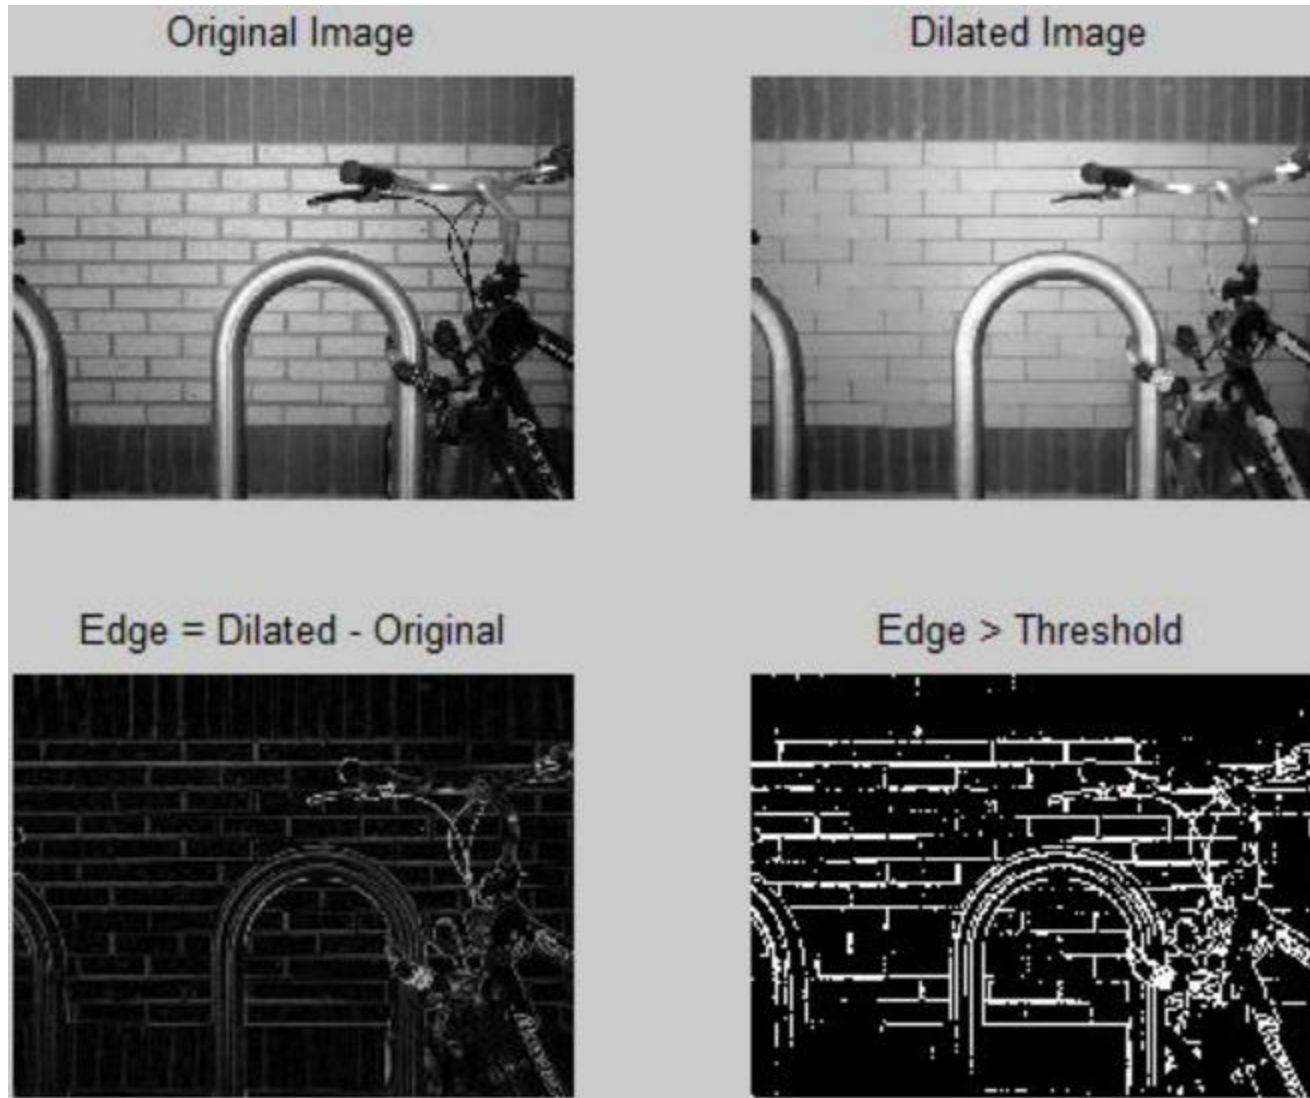 Original Image
Dilated Image
Edge = Dilated - Original
Edge > Threshold